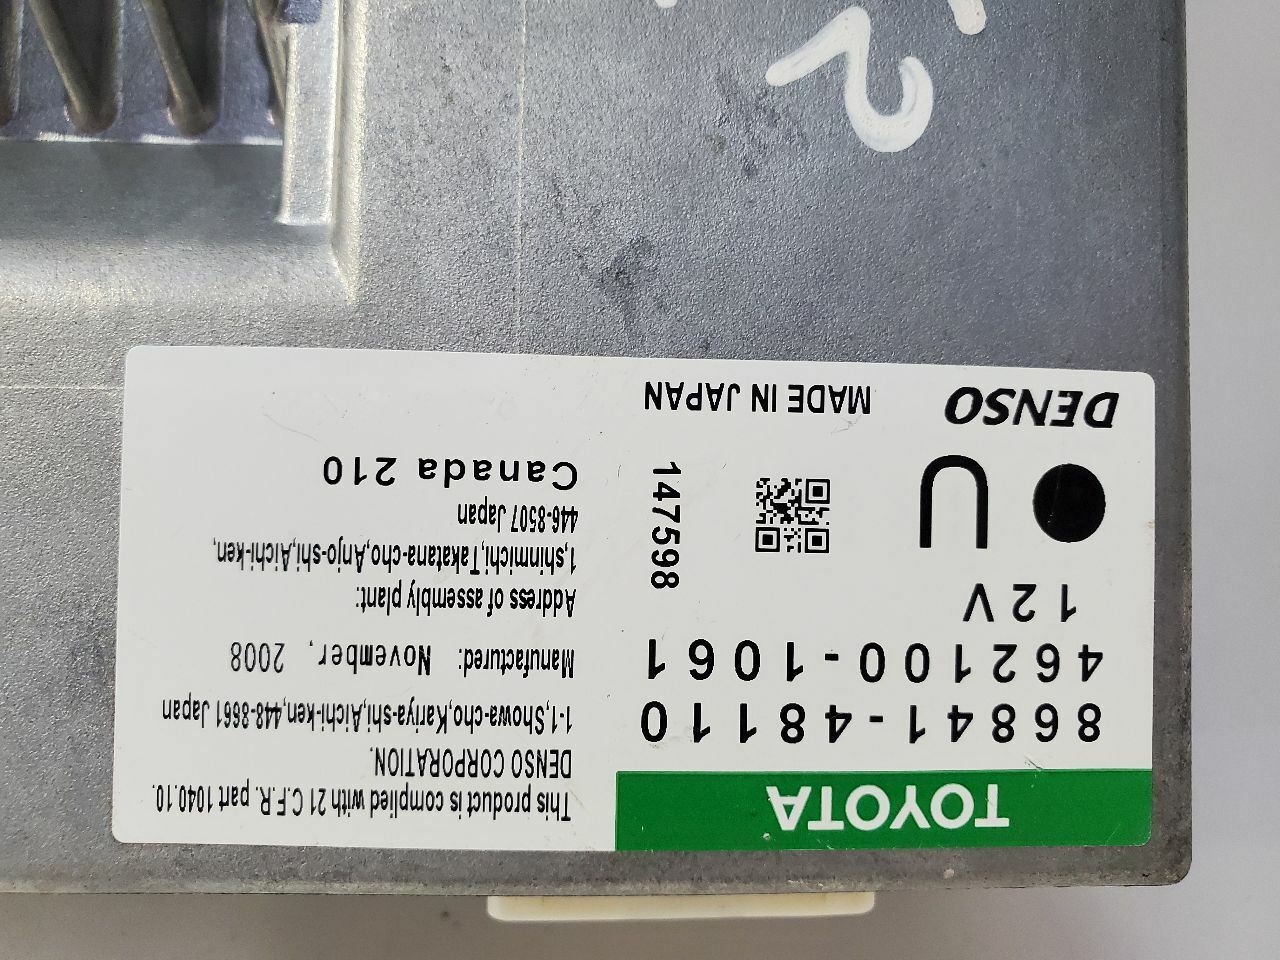 This product is complied with 21 C.F.R. part 1040.10.
DENSO CORPORATION.
1-1,Showa-cho,Kariya-shi,Aichi-ken,448-8661 Japan
Manufactured: November, 2008
Address of assembly plant:
1,shinmichi,Takatana-cho,Anjo-shi,Aichi-ken,
446-8507 Japan
Canada 210
TOYOTA
86841-48110
462100-1061
12V
U
147598
DENSO
MADE IN JAPAN
2